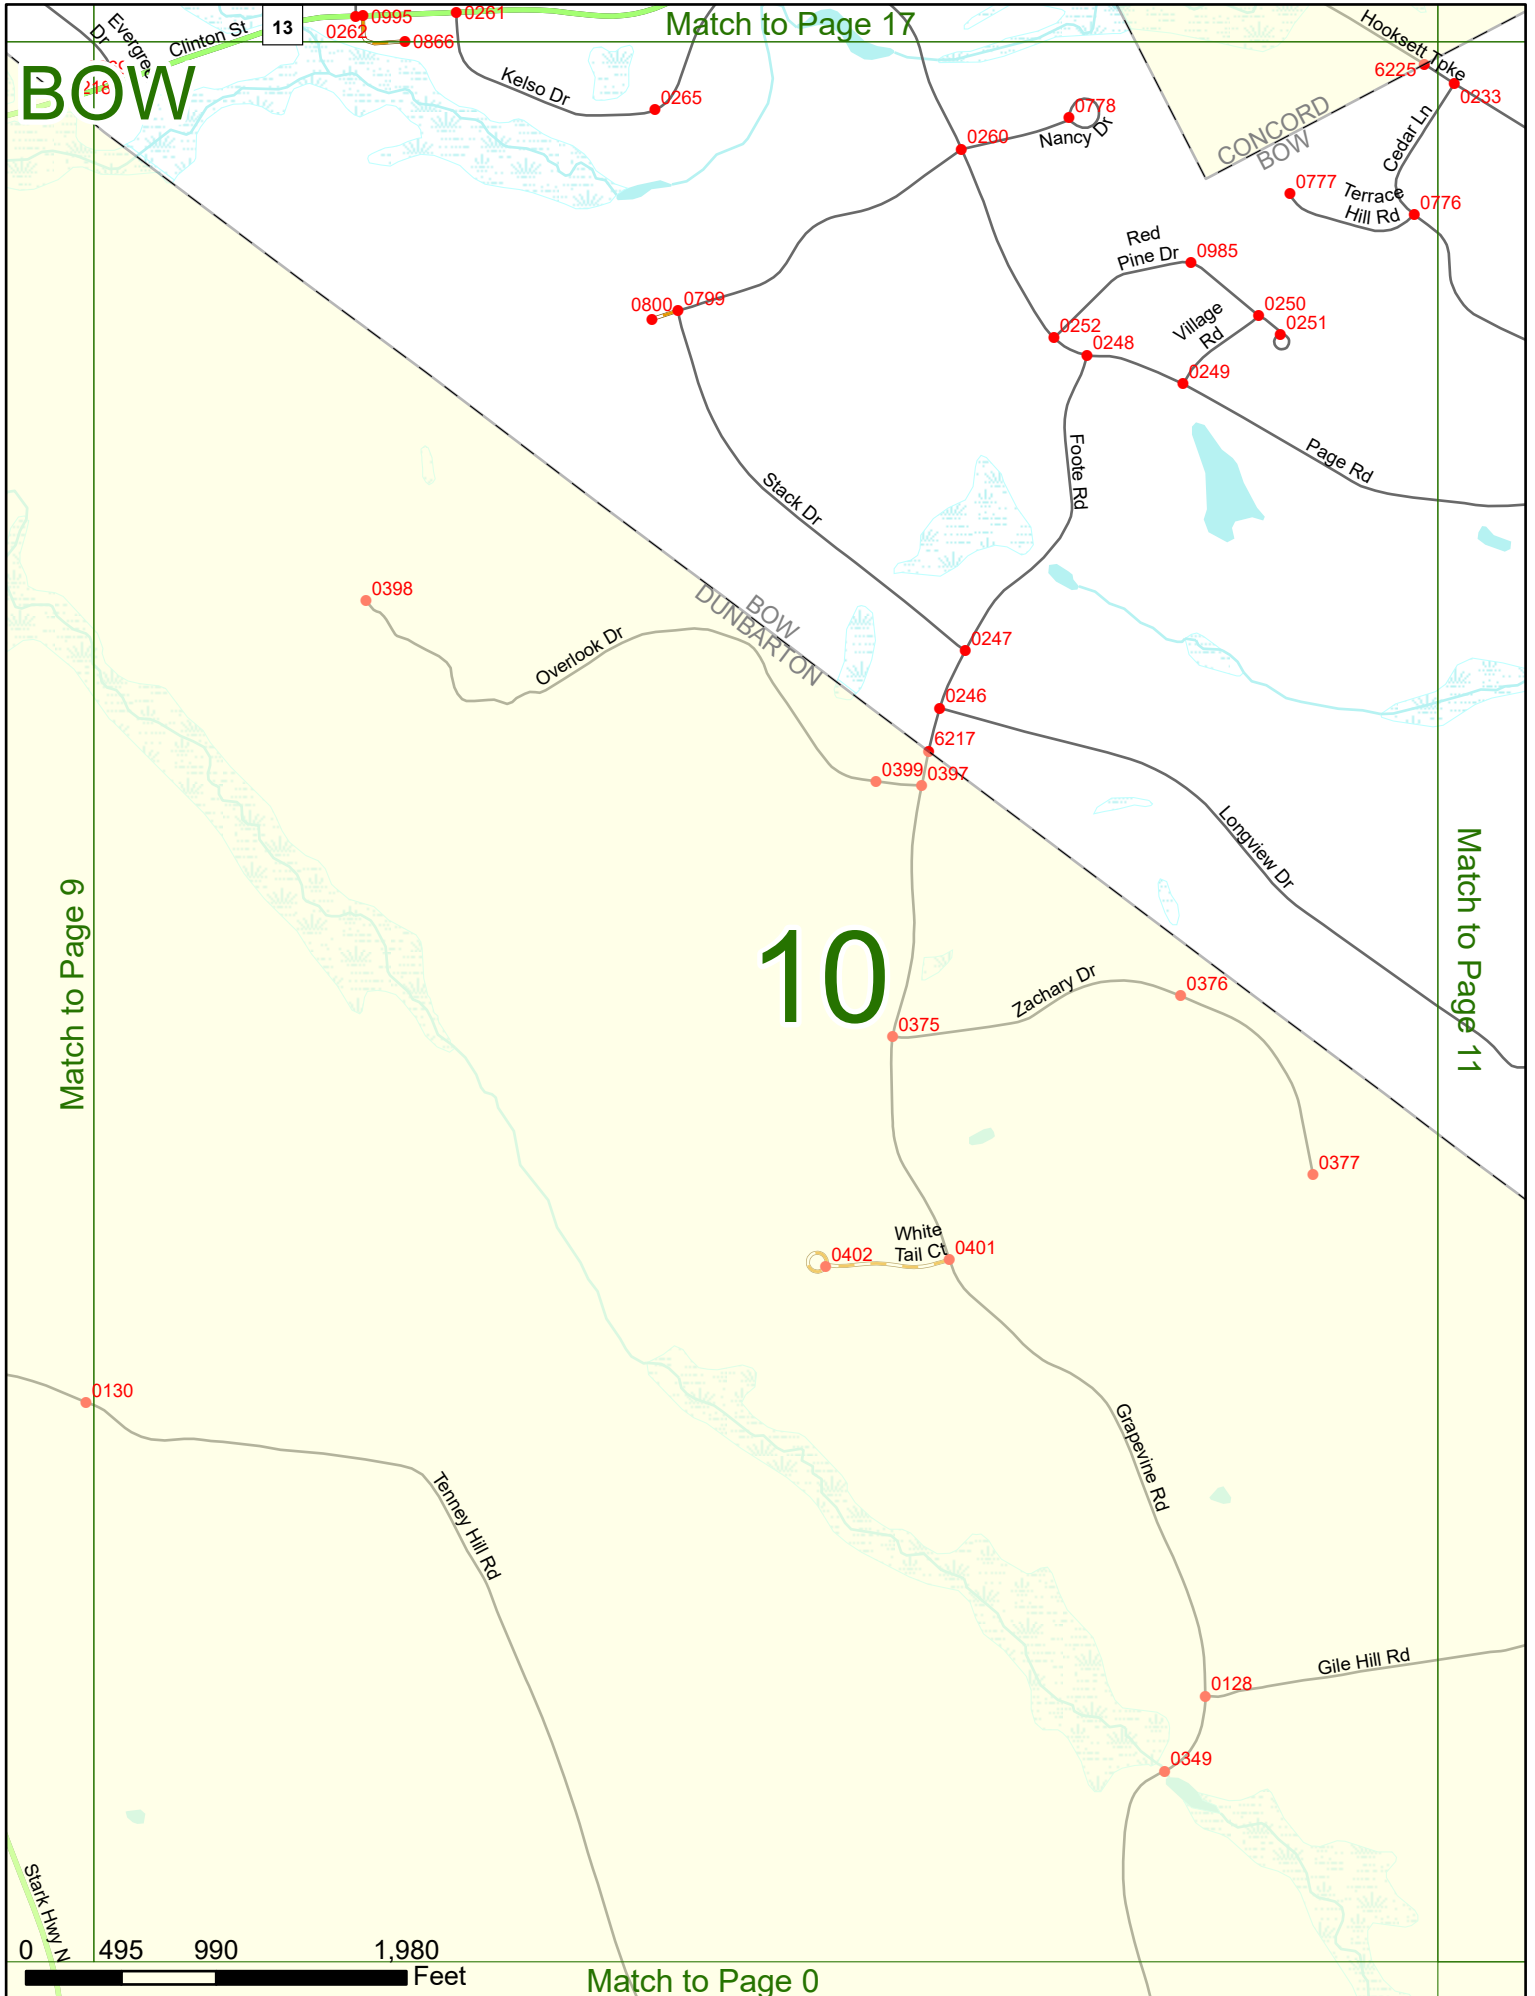 Match to Page 17
Hooksett Tpke
0995
0261
0262
13
Clinton St
Dr
0866
6225
0233
BOW
Kelso Dr
0265
0778
0260
Nancy Dr
CONCORD
BOW
Cedar Ln
0777
Terrace
Hill Rd
0776
Red
Pine Dr
0985
0800
0799
0250
0251
Village
Rd
0252
0248
0249
Foote Rd
Page Rd
Stack Dr
0398
BOW
DUNBARTON
Overlook Dr
0247
0246
6217
0399
0397
Longview Dr
Match to Page 9
Match to Page 11
10
Zachary Dr
0376
0375
0377
White
Tail Ct
0401
0402
0130
Grapevine Rd
Tenney Hill Rd
Gile Hill Rd
0128
0349
Stark Hwy N
0 495 990 1,980
Feet
Match to Page 0